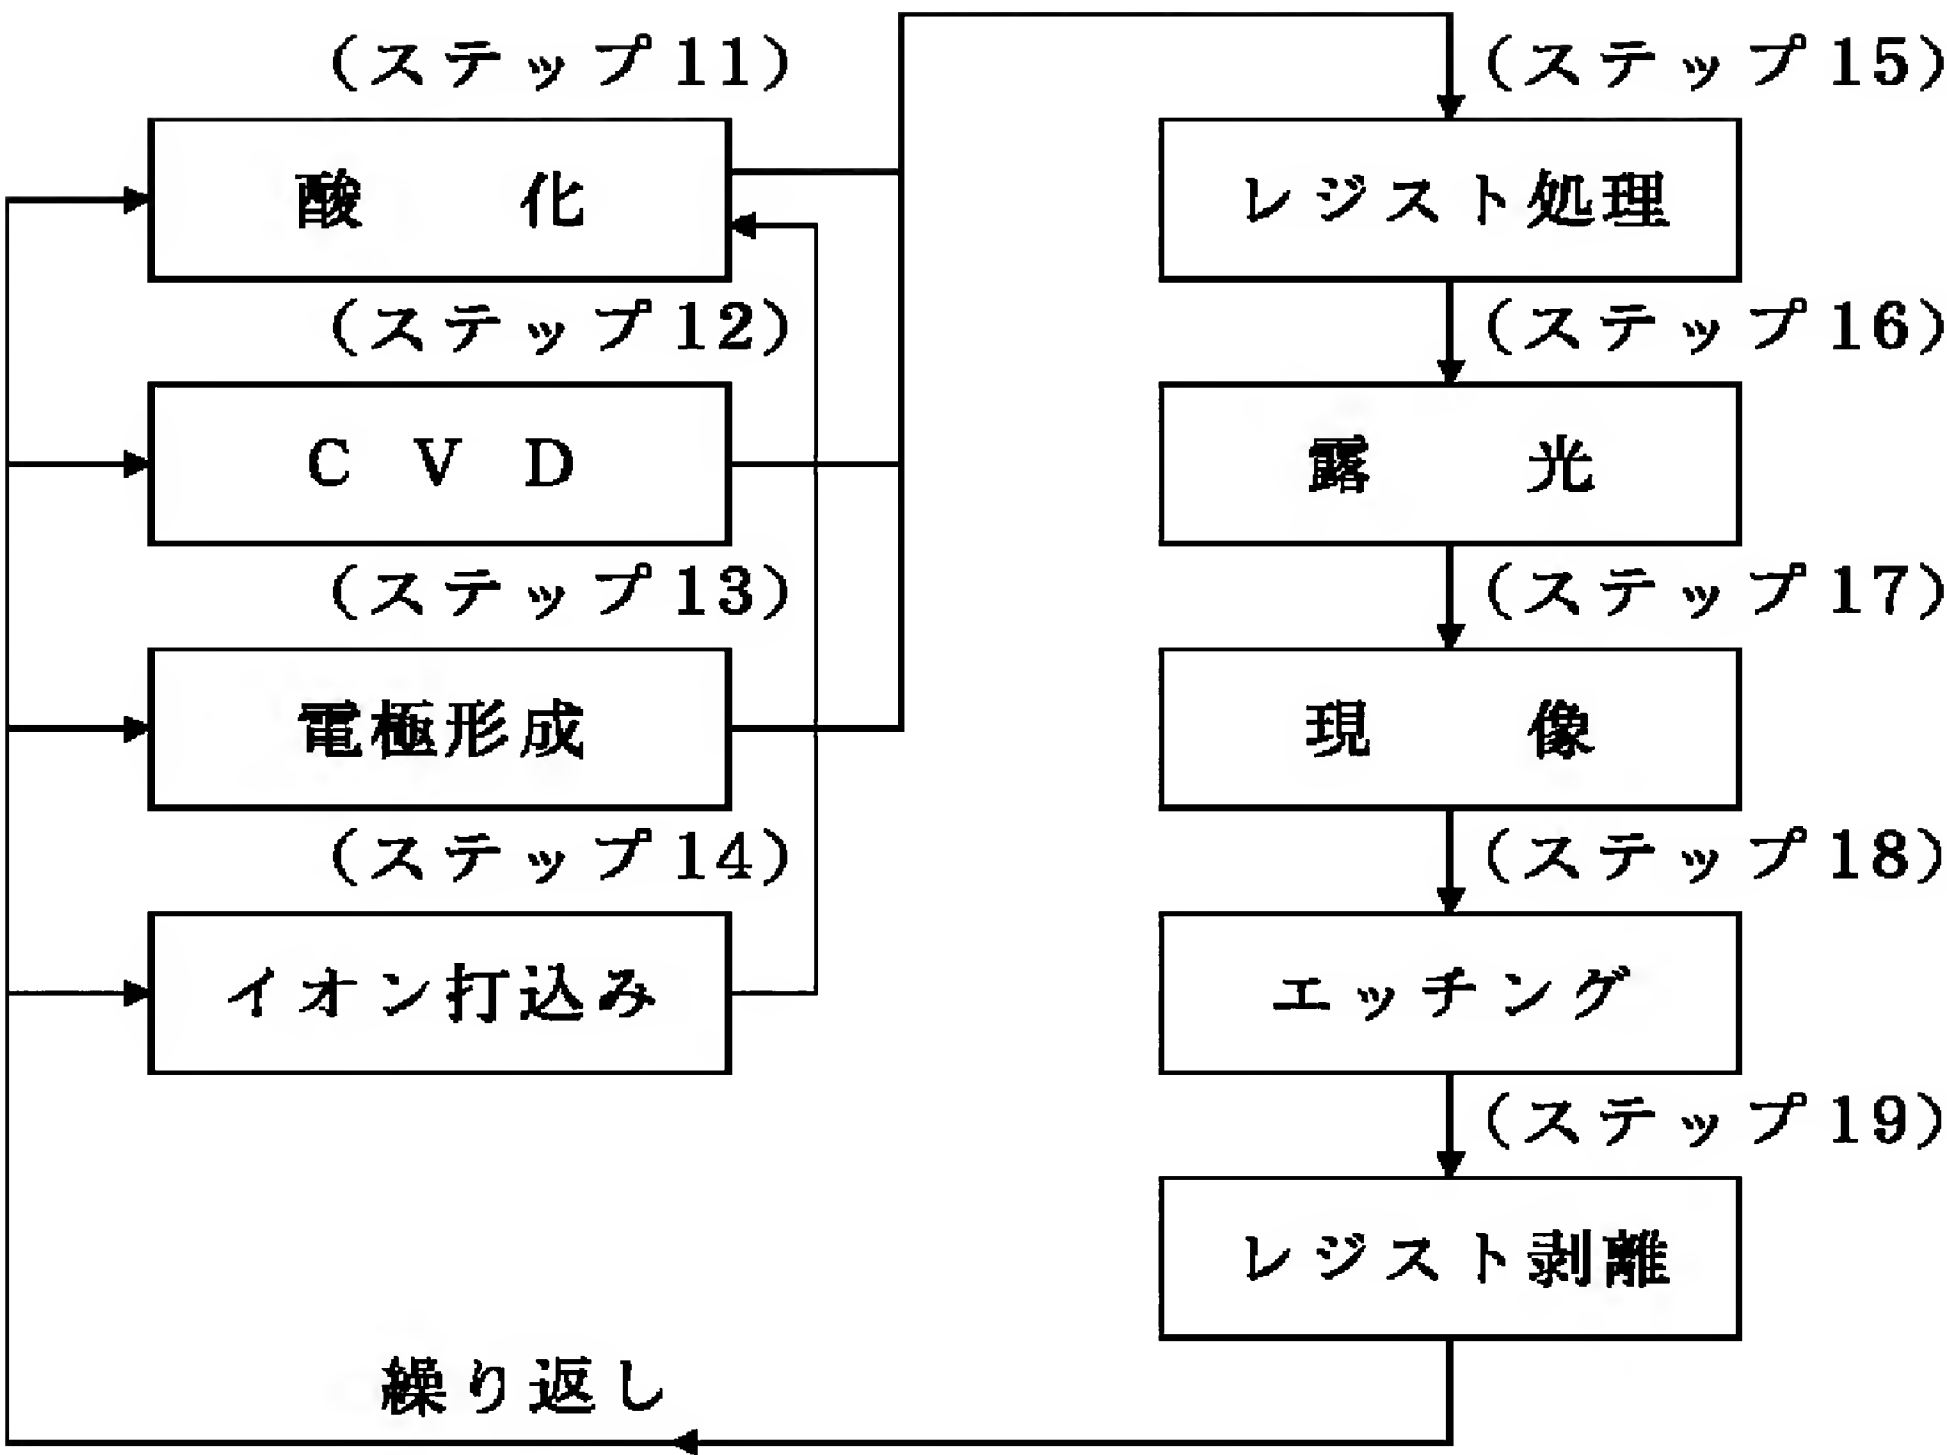 (ステップ11)
酸化
(ステップ12)
CVD
(ステップ13)
電極形成
(ステップ14)
イオン打込み
(ステップ15)
レジスト処理
(ステップ16)
露光
(ステップ17)
現像
(ステップ18)
エッチング
(ステップ19)
レジスト剥離
繰り返し